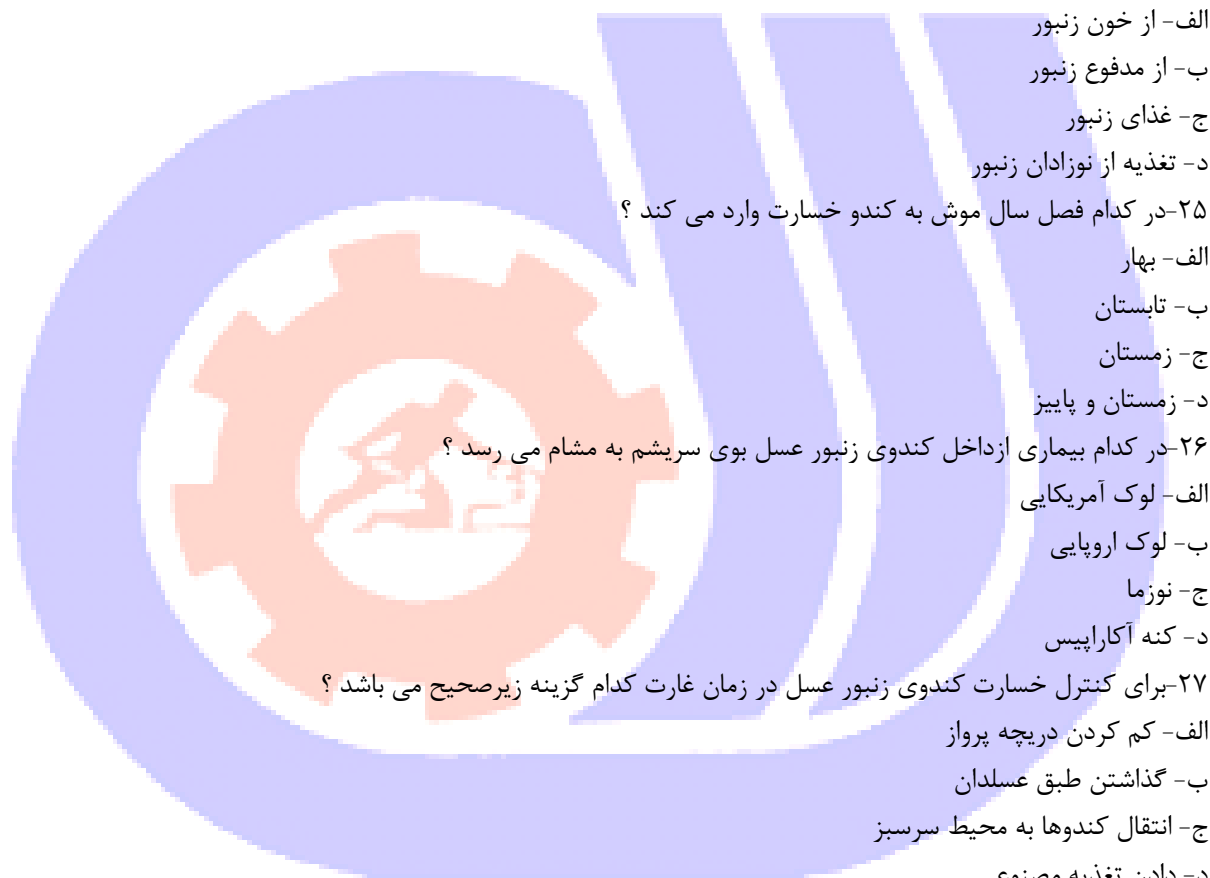 الف- از خون زنبور
ب- از مدفوع زنبور
ج- غذای زنبور
د- تغذیه از نوزادان زنبور
۲۵-در کدام فصل سال موش به کندو خسارت وارد می کند ؟
الف- بهار
ب- تابستان
ج- زمستان
د- زمستان و پاییز
۲۶-در کدام بیماری ازداخل کندوی زنبور عسل بوی سریشم به مشام می رسد ؟
الف- لوک آمریکایی
ب- لوک اروپایی
ج- نوزما
د- کنه آکاراپیس
۲۷-برای کنترل خسارت کندوی زنبور عسل در زمان غارت کدام گزینه زیرصحیح می باشد ؟
الف- کم کردن دریچه پرواز
ب- گذاشتن طبق عسلدان
ج- انتقال کندوها به محیط سرسبز
د- دادن تغذیه مصنوعی